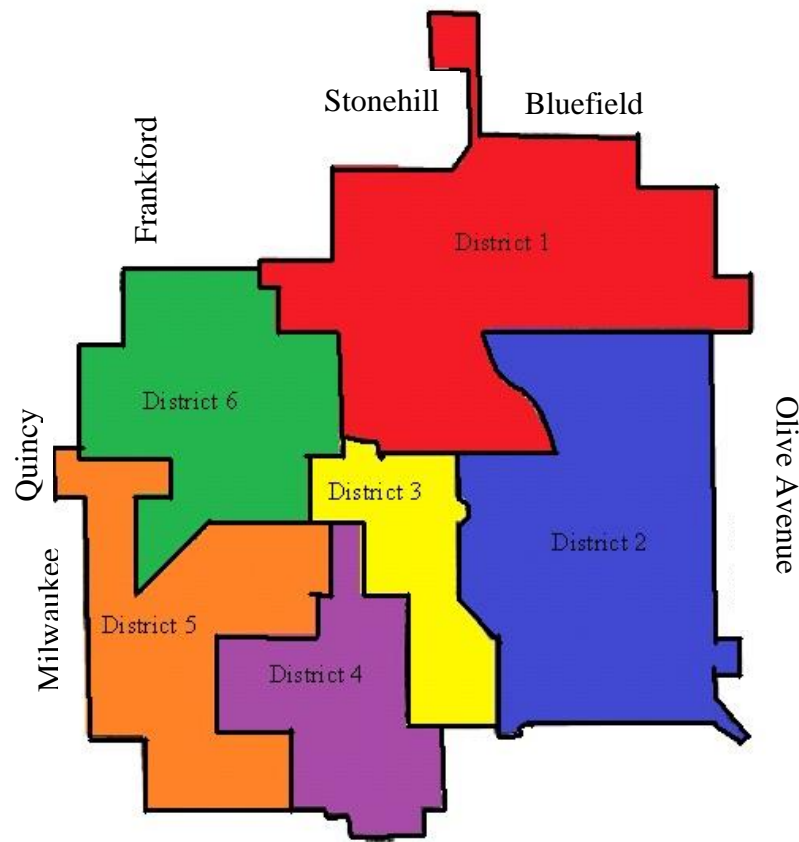 Stonehill
Bluefield
Frankford
District 1
District 6
Quincy
Olive Avenue
District 3
District 2
Milwaukee
District 5
District 4